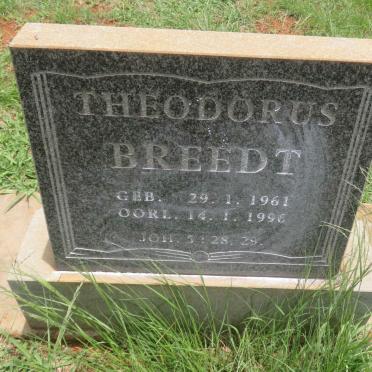 THEODORUS
BREEDT
GEB. 29.1.1961
OORL. 14.1.1996
JOH. 5:28,29.